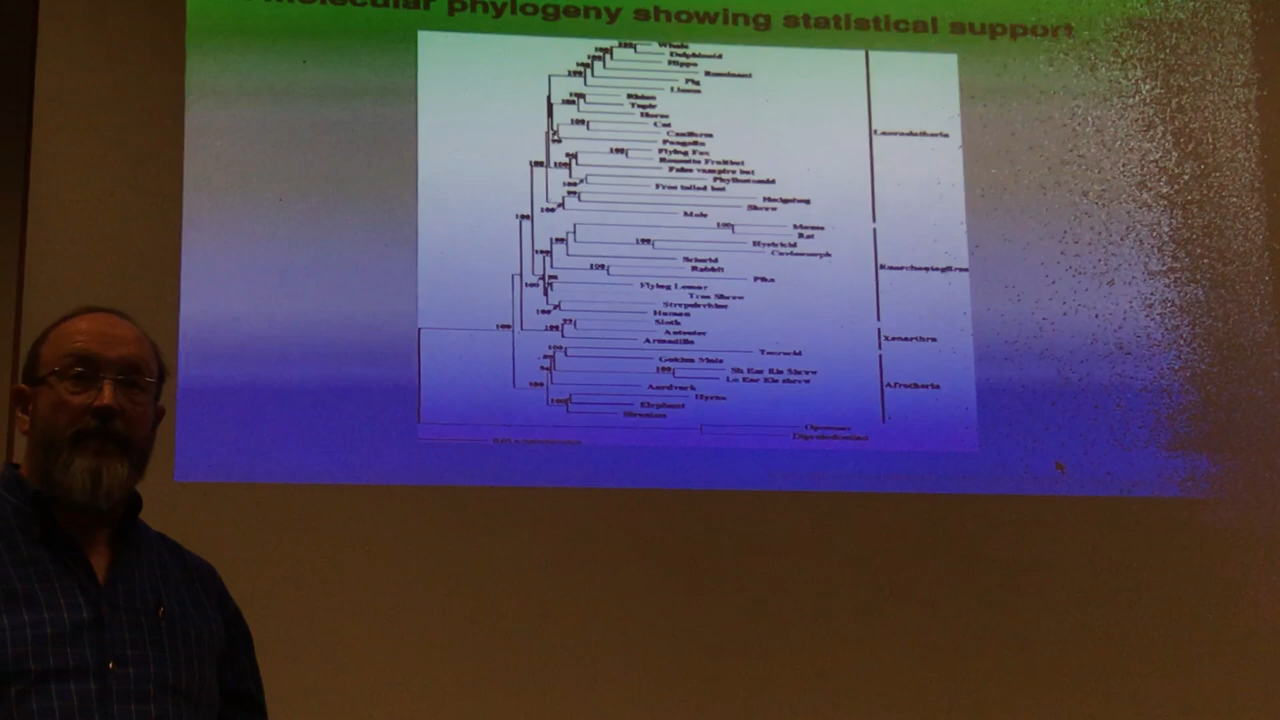 molecular phylogeny showing statistical support
Whale
Delphinoid
Hippo
Ruminant
Pig
Llama
Rhino
Tapir
Horse
Cat
Caniform
Pangolin
Flying Fox
Rousette Fruitbat
False vampire bat
Phyllostomid
Free tailed bat
Hedgehog
Shrew
Mole
Mouse
Rat
Hystricid
Caviomorph
Sciurid
Rabbit
Pika
Flying Lemur
Tree Shrew
Strepsirrhine
Human
Sloth
Anteater
Armadillo
Tenrecid
Golden Mole
Sh Ear Ele Shrew
Lo Ear Ele shrew
Aardvark
Hyrax
Elephant
Sirenian
Opossum
Diprotodontian
Laurasiatheria
Euarchontoglires
Xenarthra
Afrotheria